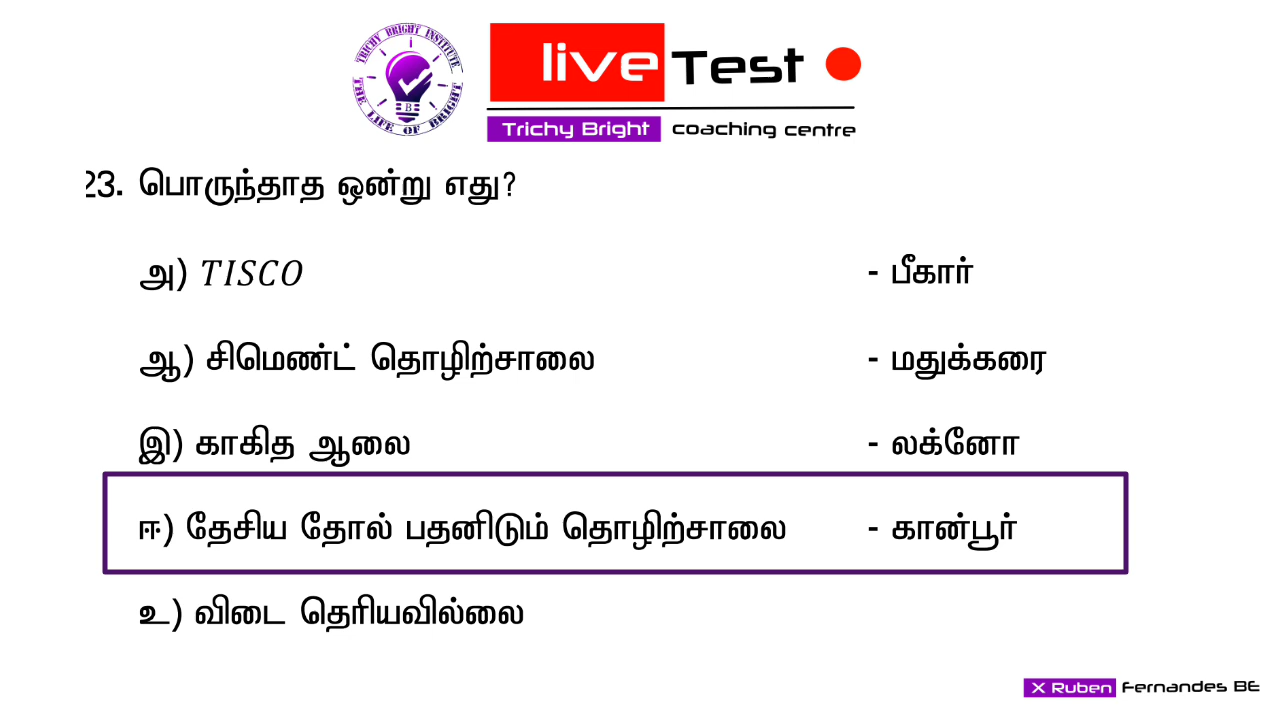 TRICHY BRIGHT INSTITUTE
B
THE LIFE OF BRIGHT
live Test
Trichy Bright coaching centre
23. பொருந்தாத ஒன்று எது?
அ) TISCO - பீகார்
ஆ) சிமெண்ட் தொழிற்சாலை - மதுக்கரை
இ) காகித ஆலை - லக்னோ
ஈ) தேசிய தோல் பதனிடும் தொழிற்சாலை - கான்பூர்
உ) விடை தெரியவில்லை
X Ruben Fernandes BE